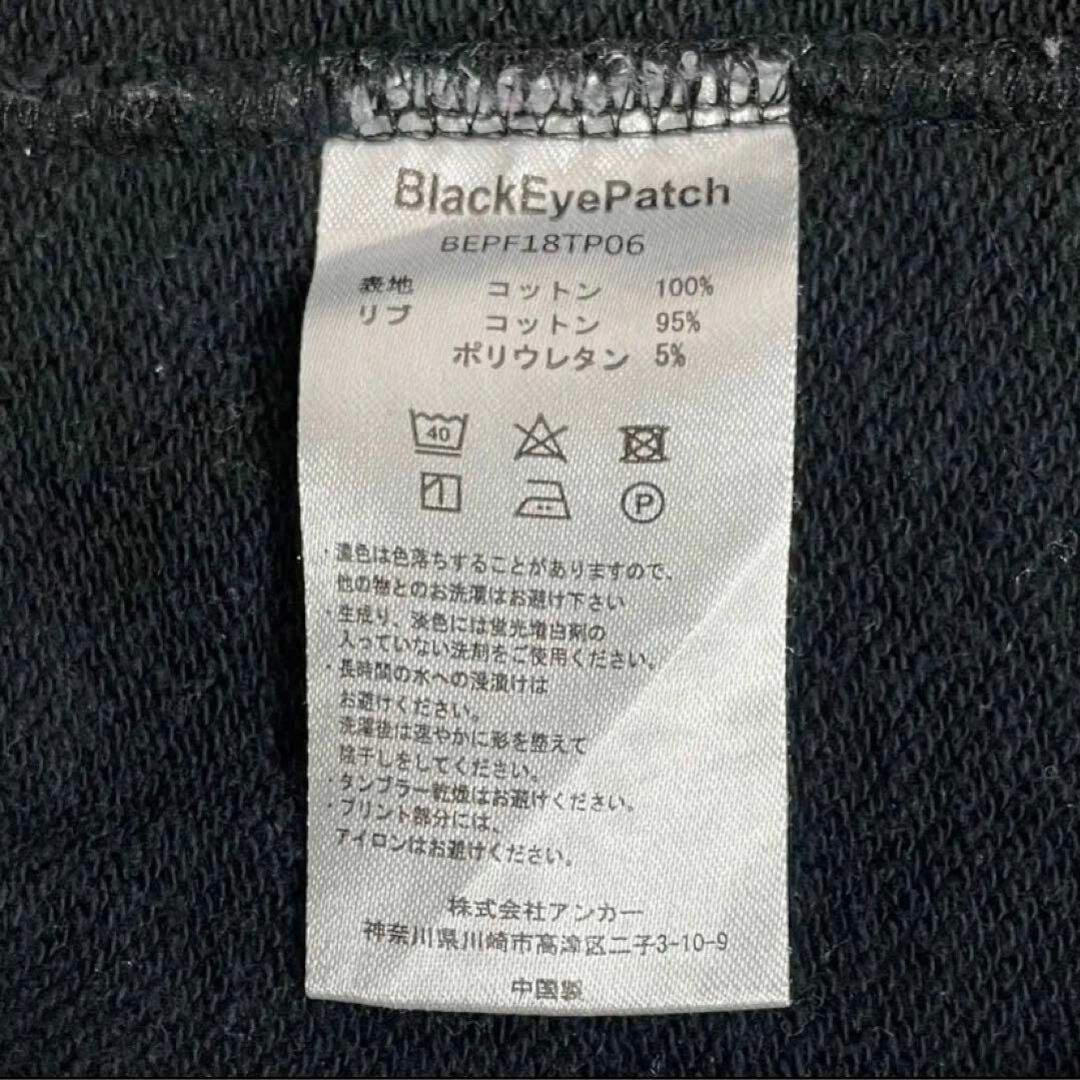 BlackEyePatch
BEPF18TP06
表地 コットン 100%
リブ コットン 95%
ポリウレタン 5%
40
P
・濃色は色落ちすることがありますので、
他の物とのお洗濯はお避け下さい
・生成り、淡色には蛍光増白剤の
入っていない洗剤をご使用ください。
・長時間の水への浸漬けは
お避けください。
洗濯後は速やかに形を整えて
陰干しをしてください。
・タンブラー乾燥はお避けください。
・プリント部分には、
アイロンはお避けください。
株式会社アンカー
神奈川県川崎市高津区二子3-10-9
中国製